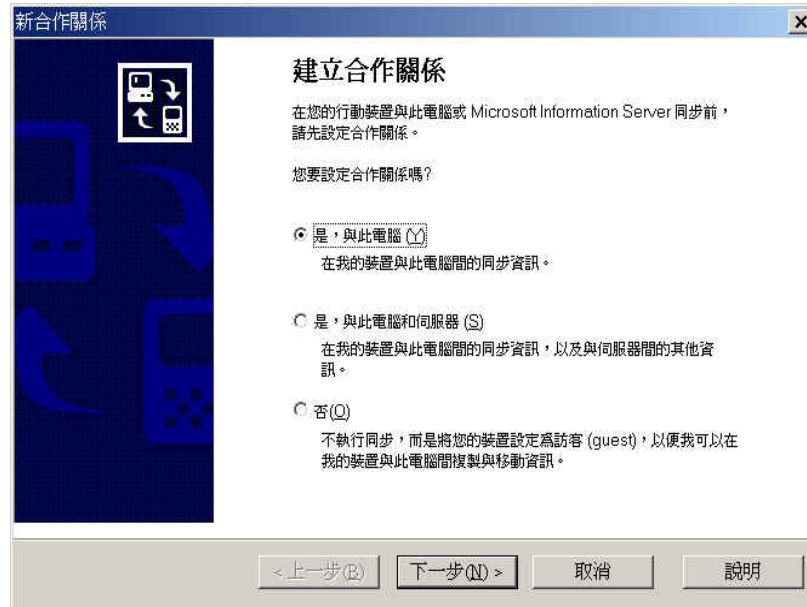 新合作關係
建立合作關係
在您的行動裝置與此電腦或 Microsoft Information Server 同步前，
請先設定合作關係。
您要設定合作關係嗎?
是，與此電腦 (Y)
在我的裝置與此電腦間的同步資訊。
是，與此電腦和伺服器 (S)
在我的裝置與此電腦間的同步資訊，以及與伺服器間的其他資
訊。
否(O)
不執行同步，而是將您的裝置設定為訪客 (guest)，以便我可以在
我的裝置與此電腦間複製與移動資訊。
<上一步(B)
下一步(N) >
取消
說明